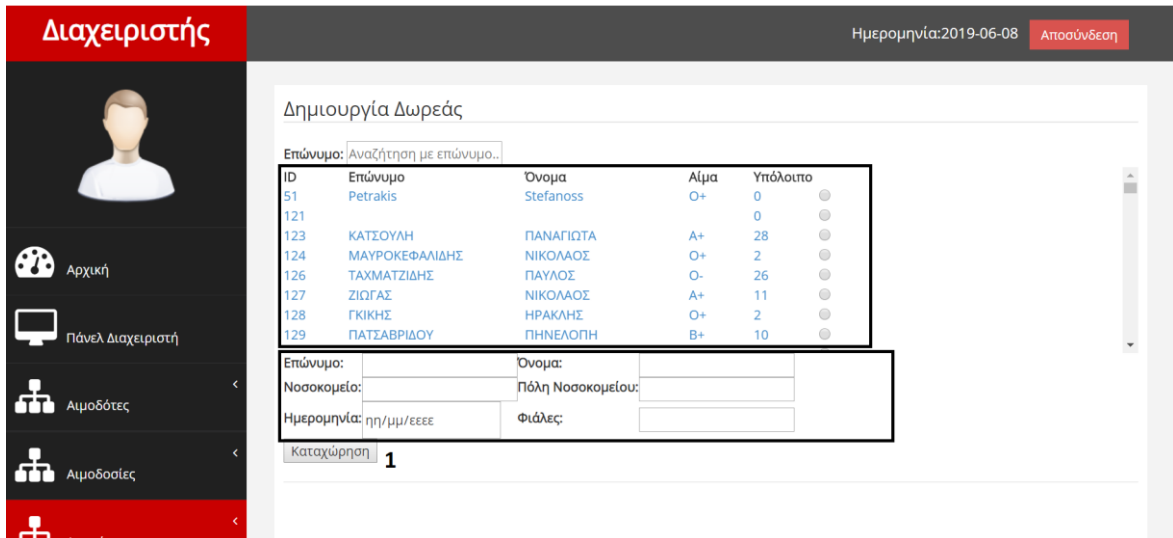 Διαχειριστής
Ημερομηνία:2019-06-08 Αποσύνδεση
Δημιουργία Δωρεάς
Επώνυμο: Αναζήτηση με επώνυμο..
ID Επώνυμο Όνομα Αίμα Υπόλοιπο
51 Petrakis Stefanoss O+ 0
121 0
123 ΚΑΤΣΟΥΛΗ ΠΑΝΑΓΙΩΤΑ A+ 28
124 ΜΑΥΡΟΚΕΦΑΛΙΔΗΣ ΝΙΚΟΛΑΟΣ O+ 2
126 ΤΑΧΜΑΤΖΙΔΗΣ ΠΑΥΛΟΣ O- 26
127 ΖΙΩΓΑΣ ΝΙΚΟΛΑΟΣ A+ 11
128 ΓΚΙΚΗΣ ΗΡΑΚΛΗΣ O+ 2
129 ΠΑΤΣΑΒΡΙΔΟΥ ΠΗΝΕΛΟΠΗ B+ 10
Επώνυμο: Όνομα:
Νοσοκομείο: Πόλη Νοσοκομείου:
Ημερομηνία: ηη/μμ/εεεε Φιάλες:
Καταχώρηση 1
Αρχική
Πάνελ Διαχειριστή
Αιμοδότες
Αιμοδοσίες